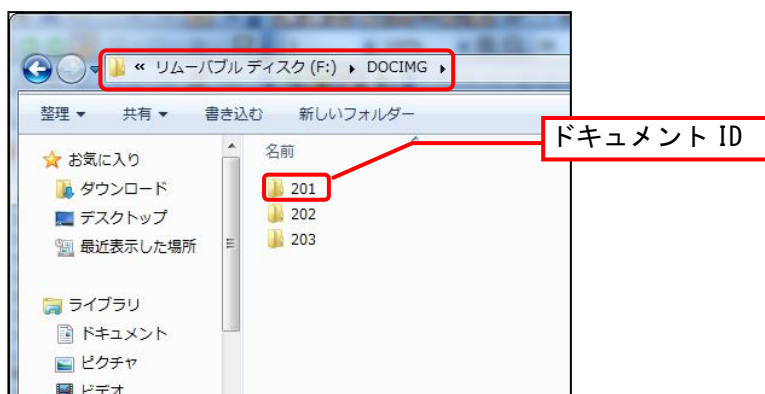 « リムーバブル ディスク (F:) ▸ DOCIMG ▸
整理 ▼ 共有 ▼ 書き込む 新しいフォルダー
ドキュメント ID
お気に入り
ダウンロード
デスクトップ
最近表示した場所
ライブラリ
ドキュメント
ピクチャ
ビデオ
名前
201
202
203